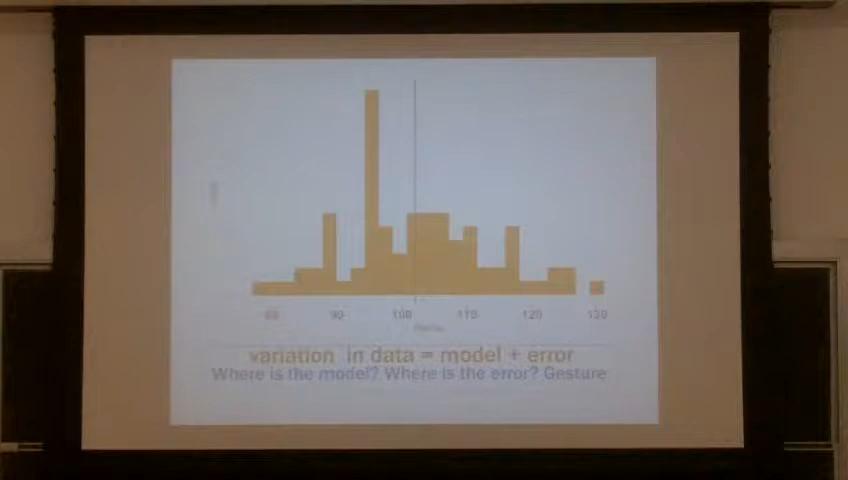 80 90 100 110 120 130
variation in data = model + error
Where is the model? Where is the error? Gesture